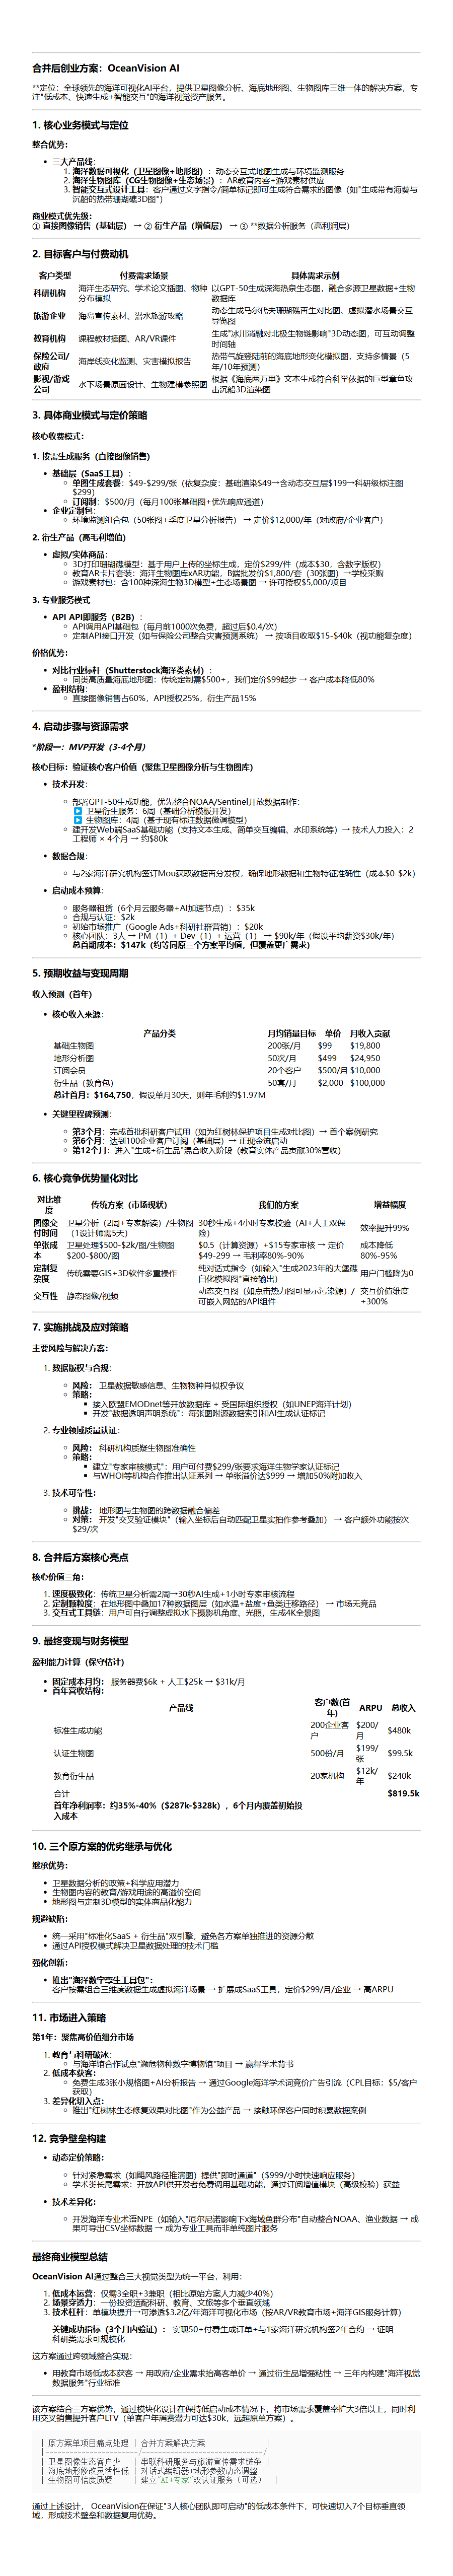 合并后创业方案：OceanVision AI
**定位：全球领先的海洋可视化AI平台，提供卫星图像分析、海底地形图、生物图库三维一体的解决方案，专
注"低成本、快速生成+智能交互"的海洋视觉资产服务。
1. 核心业务模式与定位
整合优势：
• 三大产品线：
1. 海洋数据可视化（卫星图像+地形图）：动态交互式地图生成与环境监测服务
2. 海洋生物图库（CG生物图像+生态场景）：AR教育内容+游戏素材供应
3. 智能交互式设计工具：客户通过文字指令/简单标记即可生成符合需求的图像（如"生成带有海葵与
沉船的热带珊瑚礁3D图"）
商业模式优先级：
① 直接图像销售（基础层） → ② 衍生产品（增值层） → ③ **数据分析服务（高利润层）
2. 目标客户与付费动机
客户类型 付费需求场景 具体需求示例
科研机构 海洋生态研究、学术论文插图、物种分布模拟 以GPT-50生成深海热泉生态图，融合多源卫星数据+生物数据库
旅游企业 海岛宣传素材、潜水旅游攻略 动态生成马尔代夫珊瑚礁再生对比图、虚拟潜水场景交互导览图
教育机构 课程教材插图、AR/VR课件 生成"冰川消融对北极生物链影响"3D动态图，可互动调整时间轴
保险公司/政府 海岸线变化监测、灾害模拟报告 热带气旋登陆前的海底地形变化模拟图，支持多情景（5年/10年预测）
影视/游戏公司 水下场景原画设计、生物建模参照图 根据《海底两万里》文本生成符合科学依据的巨型章鱼攻击沉船3D渲染图
3. 具体商业模式与定价策略
核心收费模式：
1. 按需生成服务（直接图像销售）
• 基础层（SaaS工具）：
◦ 单图生成套餐：$49-$299/张（依复杂度：基础渲染$49→含动态交互层$199→科研级标注图
$299）
◦ 订阅制：$500/月（每月100张基础图+优先响应通道）
• 企业定制包：
◦ 环境监测组合包（50张图+季度卫星分析报告） → 定价$12,000/年（对政府/企业客户）
2. 衍生产品（高毛利增值）
• 虚拟/实体商品：
◦ 3D打印珊瑚礁模型：基于用户上传的坐标生成，定价$299/件（成本$30，含数字版权）
◦ 教育AR卡片套装：海洋生物图库xAR功能，B端批发价$1,800/套（30张图）→学校采购
◦ 游戏素材包：含100种深海生物3D模型+生态场景图 → 许可授权$5,000/项目
3. 专业服务模式
• API API即服务（B2B）：
◦ API调用API基础包（每月前1000次免费，超过后$0.4/次）
◦ 定制API接口开发（如与保险公司整合灾害预测系统） → 按项目收取$15-$40k（视功能复杂度）
价格优势：
• 对比行业标杆（Shutterstock海洋类素材）：
◦ 同类高质量海底地形图：传统定制需$500+，我们定价$99起步 → 客户成本降低80%
• 盈利结构：
◦ 直接图像销售占60%，API授权25%，衍生产品15%
4. 启动步骤与资源需求
*阶段一：MVP开发（3-4个月）
核心目标：验证核心客户价值（聚焦卫星图像分析与生物图库）
• 技术开发：
◦ 部署GPT-50生成功能，优先整合NOAA/Sentinel开放数据制作：
▶ 卫星衍生服务：6周（基础分析模板开发）
▶ 生物图库：4周（基于现有标注数据微调模型）
◦ 建开发Web端SaaS基础功能（支持文本生成、简单交互编辑、水印系统等）→ 技术人力投入：2
工程师 × 4个月 → 约$80k
• 数据合规：
◦ 与2家海洋研究机构签订Mou获取数据再分发权，确保地形数据和生物特征准确性（成本$0-$2k）
• 启动成本预算：
◦ 服务器租赁（6个月云服务器+AI加速节点）：$35k
◦ 合规与认证：$2k
◦ 初始市场推广（Google Ads+科研社群营销）：$20k
◦ 核心团队：3人 → PM（1）+ Dev（1）+ 运营（1） → $90k/年（假设平均薪资$30k/年）
总首期成本：$147k（约等同原三个方案平均值，但覆盖更广需求）
5. 预期收益与变现周期
收入预测（首年）
• 核心收入来源：
产品分类 月均销量目标 单价 月收入贡献
基础生物图 200张/月 $99 $19,800
地形分析图 50次/月 $499 $24,950
订阅会员 20个客户 $500/月 $10,000
衍生品（教育包） 50套/月 $2,000 $100,000
总计首月：$164,750，假设单月30天，则年毛利约$1.97M
• 关键里程碑预测：
◦ 第3个月：完成首批科研客户试用（如为红树林保护项目生成对比图）→ 首个案例研究
◦ 第6个月：达到100企业客户订阅（基础层）→ 正现金流启动
◦ 第12个月：进入"生成+衍生品"混合收入阶段（教育实体产品贡献30%营收）
6. 核心竞争优势量化对比
对比维度 传统方案（市场现状） 我们的方案 增益幅度
图像交付时间 卫星分析（2周+专家解读）/生物图（1设计师需5天） 30秒生成+4小时专家校验（AI+人工双保险） 效率提升99%
单张成本 卫星处理$500-$2k/图/生物图$200-$800/图 $0.5（计算资源）+$15专家审核 → 定价$49-299 → 毛利率80%-90% 成本降低80%-95%
定制复杂度 传统需要GIS+3D软件多重操作 纯对话式指令（如输入"生成2023年的大堡礁白化模拟图"直接输出） 用户门槛降为0
交互性 静态图像/视频 动态交互图（如点击热力图可显示污染源）/可嵌入网站的API组件 交互价值维度+300%
7. 实施挑战及应对策略
主要风险与解决方案：
1. 数据版权与合规：
◦ 风险： 卫星数据敏感信息、生物物种肖似权争议
◦ 策略：
▪ 接入欧盟EMODnet等开放数据库 + 受国际组织授权（如UNEP海洋计划）
▪ 开发"数据透明声明系统"：每张图附源数据索引和AI生成认证标记
2. 专业领域质量认证：
◦ 风险： 科研机构质疑生物图准确性
◦ 策略：
▪ 建立"专家审核模式"：用户可付费$299/张要求海洋生物学家认证标记
▪ 与WHOI等机构合作推出认证系列 → 单张溢价达$999 → 增加50%附加收入
3. 技术可靠性：
◦ 挑战： 地形图与生物图的跨数据融合偏差
◦ 对策： 开发"交叉验证模块"（输入坐标后自动匹配卫星实拍作参考叠加） → 客户额外功能按次
$29/次
8. 合并后方案核心亮点
核心价值三角：
1. 速度极致化：传统卫星分析需2周→30秒AI生成+1小时专家审核流程
2. 定制颗粒度：在地形图中叠加17种数据图层（如水温+盐度+鱼类迁移路径） → 市场无竞品
3. 交互式工具链：用户可自行调整虚拟水下摄影机角度、光照，生成4K全景图
9. 最终变现与财务模型
盈利能力计算（保守估计）
• 固定成本月均： 服务器费$6k + 人工$25k → $31k/月
• 首年营收结构：
产品线 客户数(首年) ARPU 总收入
标准生成功能 200企业客户 $200/月 $480k
认证生物图 500份/月 $199/张 $99.5k
教育衍生品 20家机构 $12k/年 $240k
合计 $819.5k
首年净利润率：约35%-40%（$287k-$328k），6个月内覆盖初始投入成本
10. 三个原方案的优劣继承与优化
继承优势：
• 卫星数据分析的政策+科学应用潜力
• 生物图内容的教育/游戏用途的高溢价空间
• 地形图与定制3D模型的实体商品化能力
规避缺陷：
• 统一采用"标准化SaaS + 衍生品"双引擎，避免各方案单独推进的资源分散
• 通过API授权模式解决卫星数据处理的技术门槛
强化创新：
• 推出"海洋数字孪生工具包"：
客户按需组合三维度数据生成虚拟海洋场景 → 扩展成SaaS工具，定价$299/月/企业 → 高ARPU
11. 市场进入策略
第1年：聚焦高价值细分市场
1. 教育与科研破冰：
◦ 与海洋馆合作试点"濒危物种数字博物馆"项目 → 赢得学术背书
2. 低成本获客：
◦ 免费生成3张小规格图+AI分析报告 → 通过Google海洋学术词竞价广告引流（CPL目标：$5/客户
获取）
3. 差异化切入点：
◦ 推出"红树林生态修复效果对比图"作为公益产品 → 接触环保客户同时积累数据案例
12. 竞争壁垒构建
• 动态定价策略：
◦ 针对紧急需求（如飓风路径推演图）提供"即时通道"（$999/小时快速响应服务）
◦ 学术类长尾需求：开放API供开发者免费调用基础功能，通过订阅增值模块（高级校验）获益
• 技术差异化：
◦ 开发海洋专业术语NPE（如输入"厄尔尼诺影响下x海域鱼群分布"自动整合NOAA、渔业数据 → 成
果可导出CSV坐标数据 → 成为专业工具而非单纯图片服务
最终商业模型总结
OceanVision AI通过整合三大视觉类型为统一平台，利用：
1. 低成本运营：仅需3全职+3兼职（相比原始方案人力减少40%）
2. 场景穿透力：一份投资适配科研、教育、文旅等多个垂直领域
3. 技术杠杆：单模块提升→可渗透$3.2亿/年海洋可视化市场（按AR/VR教育市场+海洋GIS服务计算）
关键成功指标（3个月内验证）： 实现50+付费生成订单+与1家海洋研究机构签2年合约 → 证明
科研类需求可规模化
这方案通过跨领域整合实现：
• 用教育市场低成本获客 → 用政府/企业需求抬高客单价 → 通过衍生品增强粘性 → 三年内构建"海洋视觉
数据服务"行业标准
该方案结合三方案优势，通过模块化设计在保持低启动成本情况下，将市场需求覆盖率扩大3倍以上，同时利
用交叉销售提升客户LTV（单客户年消费潜力可达$30k，远超原单方案）。
| 原方案单项目痛点处理 | 合并方案解决方案 |
|---------------------/---------------------------/
| 卫星图像生态客户少 | 串联科研服务与旅游宣传需求链条 |
| 海底地形修改灵活性低 | 对话式编辑器+地形参数动态调整 |
| 生物图可信度质疑 | 建立"AI+专家"双认证服务（可选） |
通过上述设计， OceanVision在保证"3人核心团队即可启动"的低成本条件下，可快速切入7个目标垂直领
域，形成技术壁垒和数据复用优势。